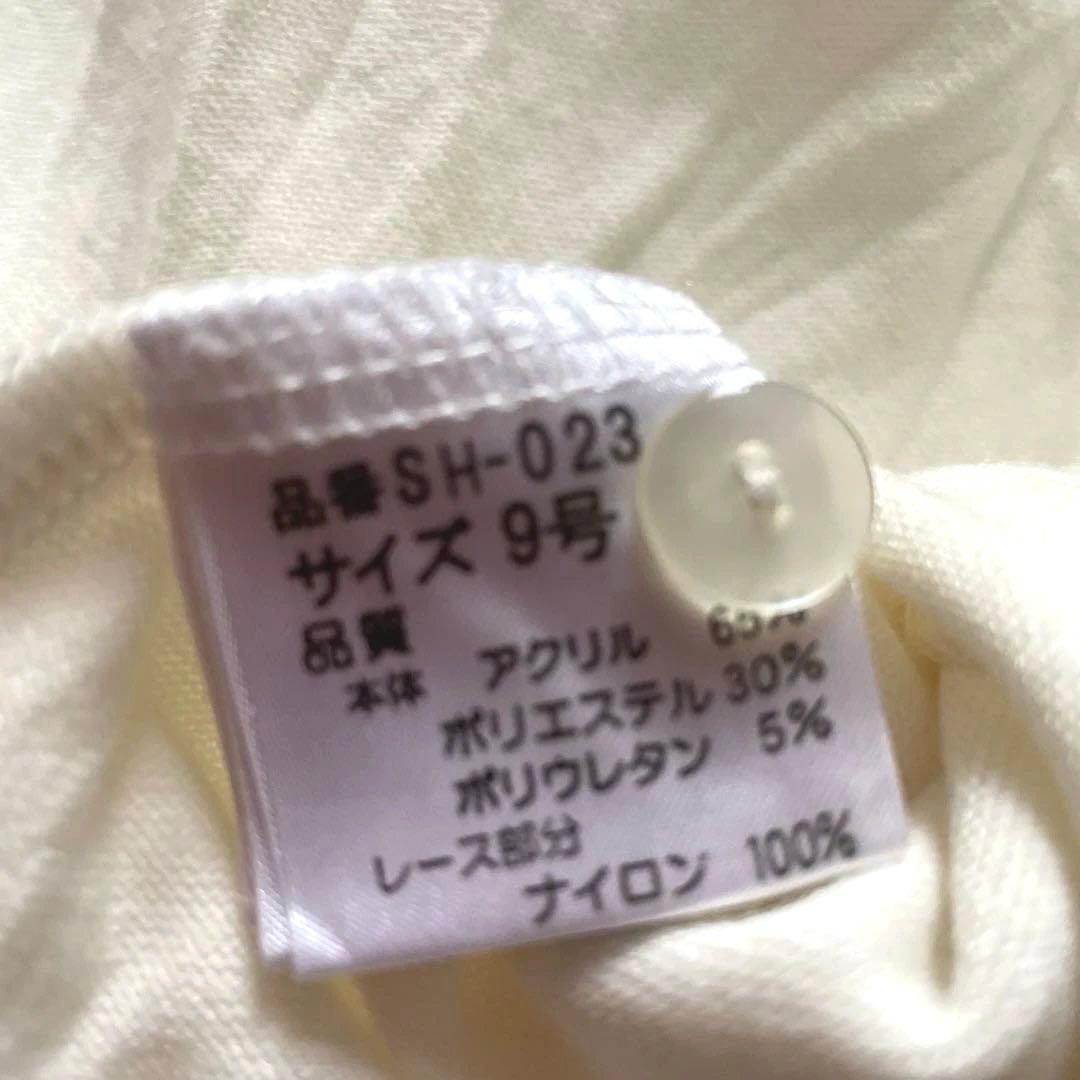 品番SH-023
サイズ 9号
品質
本体 アクリル 65%
ポリエステル 30%
ポリウレタン 5%
レース部分
ナイロン 100%